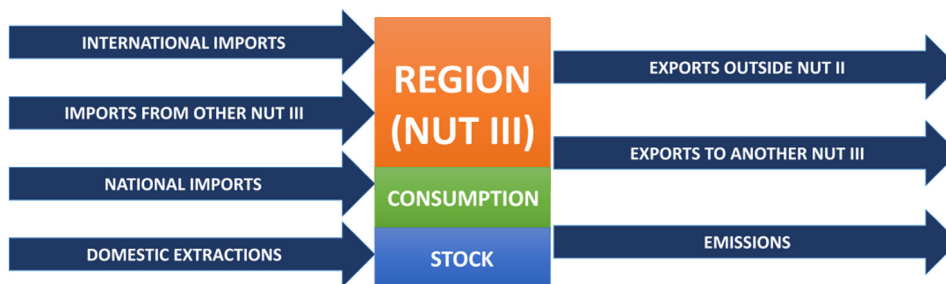 INTERNATIONAL IMPORTS
IMPORTS FROM OTHER NUT III
NATIONAL IMPORTS
DOMESTIC EXTRACTIONS
REGION
(NUT III)
CONSUMPTION
STOCK
EXPORTS OUTSIDE NUT II
EXPORTS TO ANOTHER NUT III
EMISSIONS